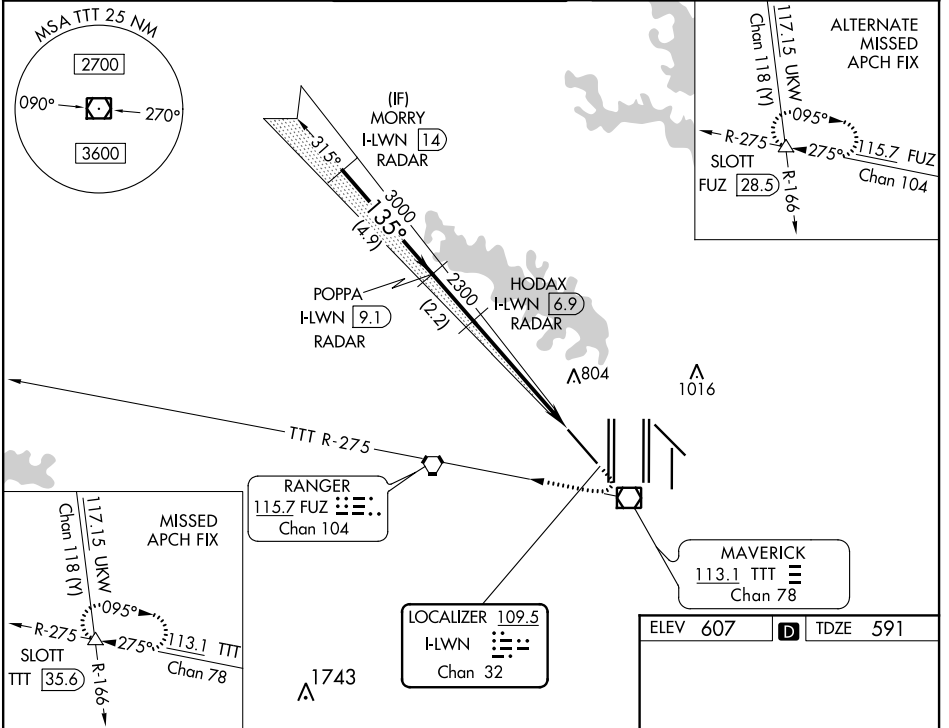 MSA TTT 25 NM
2700
090°
270°
3600
(IF)
MORRY
I-LWN 14
RADAR
315°
3000
135°
(4.9)
2300
(2.2)
POPPA
I-LWN 9.1
RADAR
HODAX
I-LWN 6.9
RADAR
804
1016
ALTERNATE
MISSED
APCH FIX
117.15 UKW
Chan 118 (Y)
095°
R-275
275°
115.7 FUZ
Chan 104
SLOTT
FUZ 28.5
R-166
TTT R-275
RANGER
115.7 FUZ
Chan 104
MISSED
APCH FIX
117.15 UKW
Chan 118 (Y)
095°
R-275
275°
113.1 TTT
Chan 78
SLOTT
TTT 35.6
R-166
1743
LOCALIZER 109.5
I-LWN
Chan 32
MAVERICK
113.1 TTT
Chan 78
ELEV 607 D TDZE 591